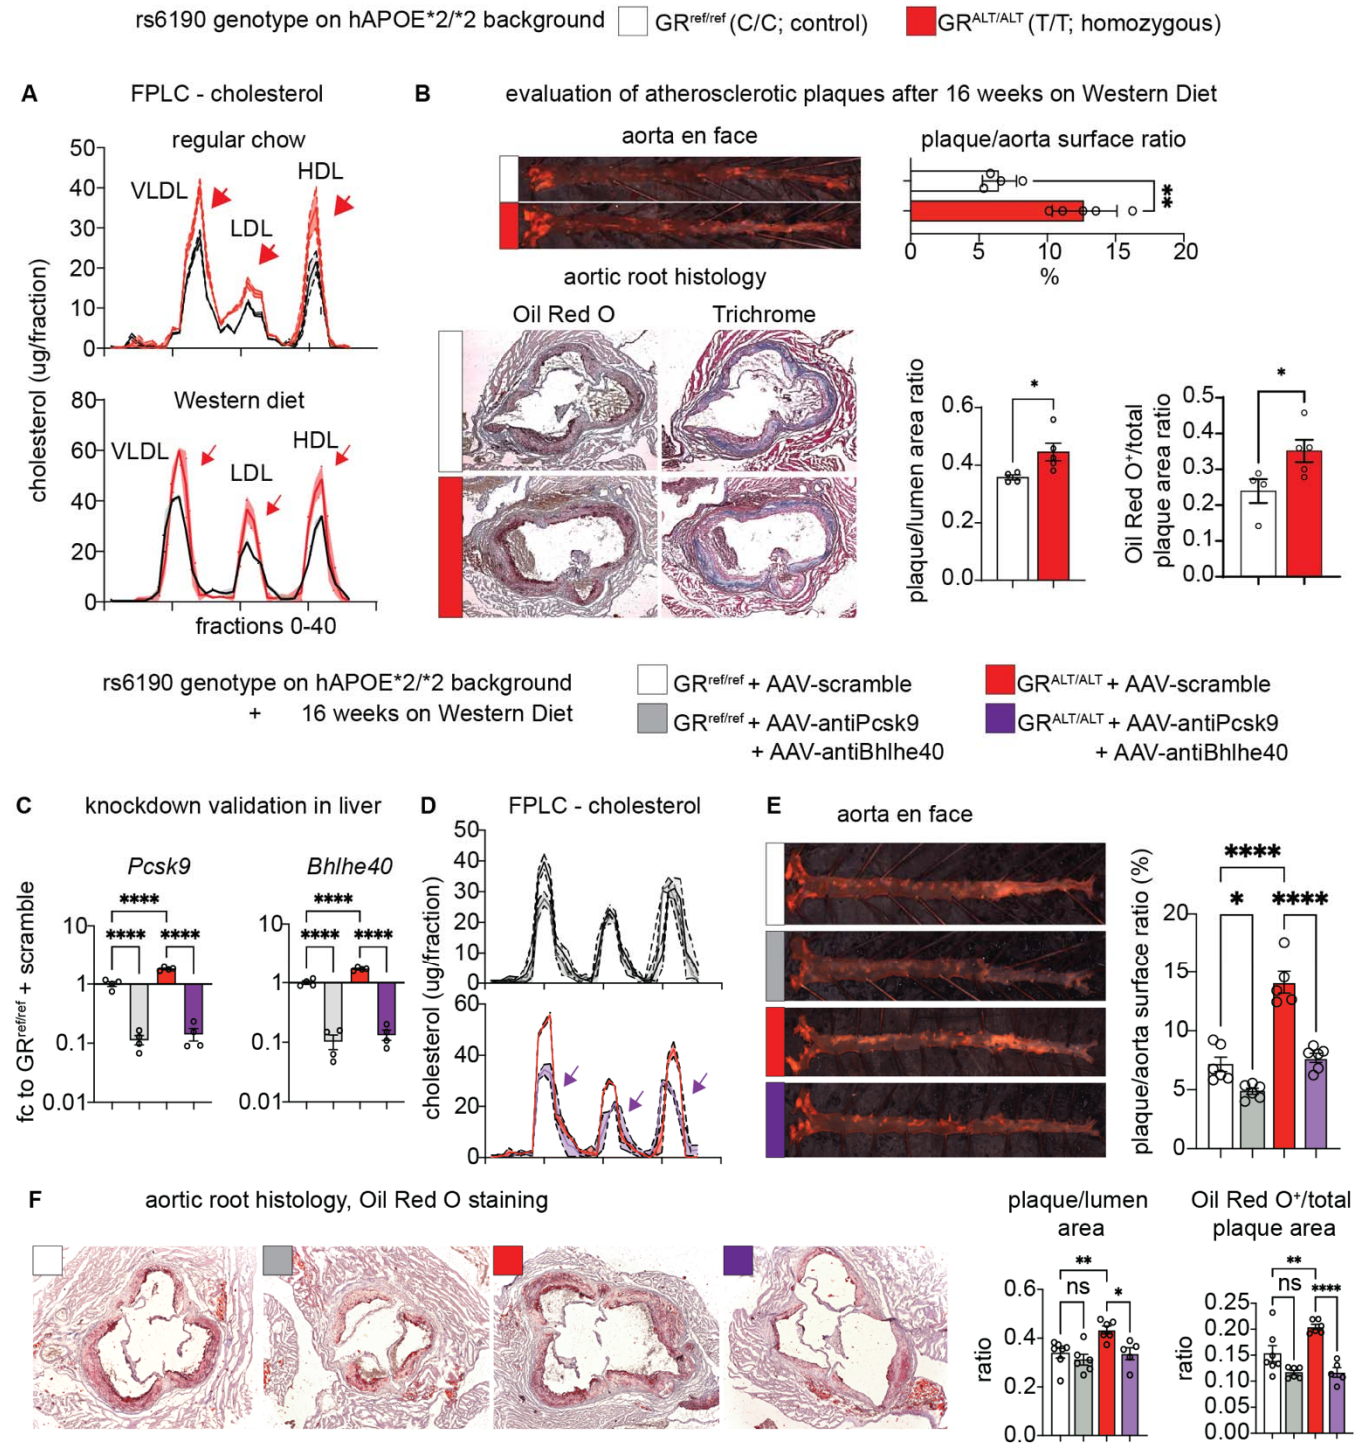 rs6190 genotype on hAPOE*2/*2 background
GRref/ref (C/C; control)
GRALT/ALT (T/T; homozygous)
A
FPLC - cholesterol
regular chow
50
40
30
20
10
0
VLDL
LDL
HDL
cholesterol (ug/fraction)
Western diet
80
60
40
20
0
VLDL
LDL
HDL
fractions 0-40
B
evaluation of atherosclerotic plaques after 16 weeks on Western Diet
aorta en face
plaque/aorta surface ratio
**
0
5
10
15
20
%
aortic root histology
Oil Red O
Trichrome
plaque/lumen area ratio
0.6
0.4
0.2
0.0
*
Oil Red O+/total
plaque area ratio
0.5
0.4
0.3
0.2
0.1
0.0
*
rs6190 genotype on hAPOE*2/*2 background
+ 16 weeks on Western Diet
GRref/ref + AAV-scramble
GRref/ref + AAV-antiPcsk9
+ AAV-antiBhlhe40
GRALT/ALT + AAV-scramble
GRALT/ALT + AAV-antiPcsk9
+ AAV-antiBhlhe40
C
knockdown validation in liver
fc to GRref/ref + scramble
Pcsk9
****
**** ****
10
1
0.1
0.01
Bhlhe40
****
**** ****
10
1
0.1
0.01
D
FPLC - cholesterol
cholesterol (ug/fraction)
50
40
30
20
10
0
60
40
20
0
E
aorta en face
plaque/aorta surface ratio (%)
20
15
10
5
0
****
* ****
F
aortic root histology, Oil Red O staining
plaque/lumen
area
ratio
0.6
0.4
0.2
0.0
**
ns *
Oil Red O+/total
plaque area
ratio
0.25
0.20
0.15
0.10
0.05
0.00
**
ns ****